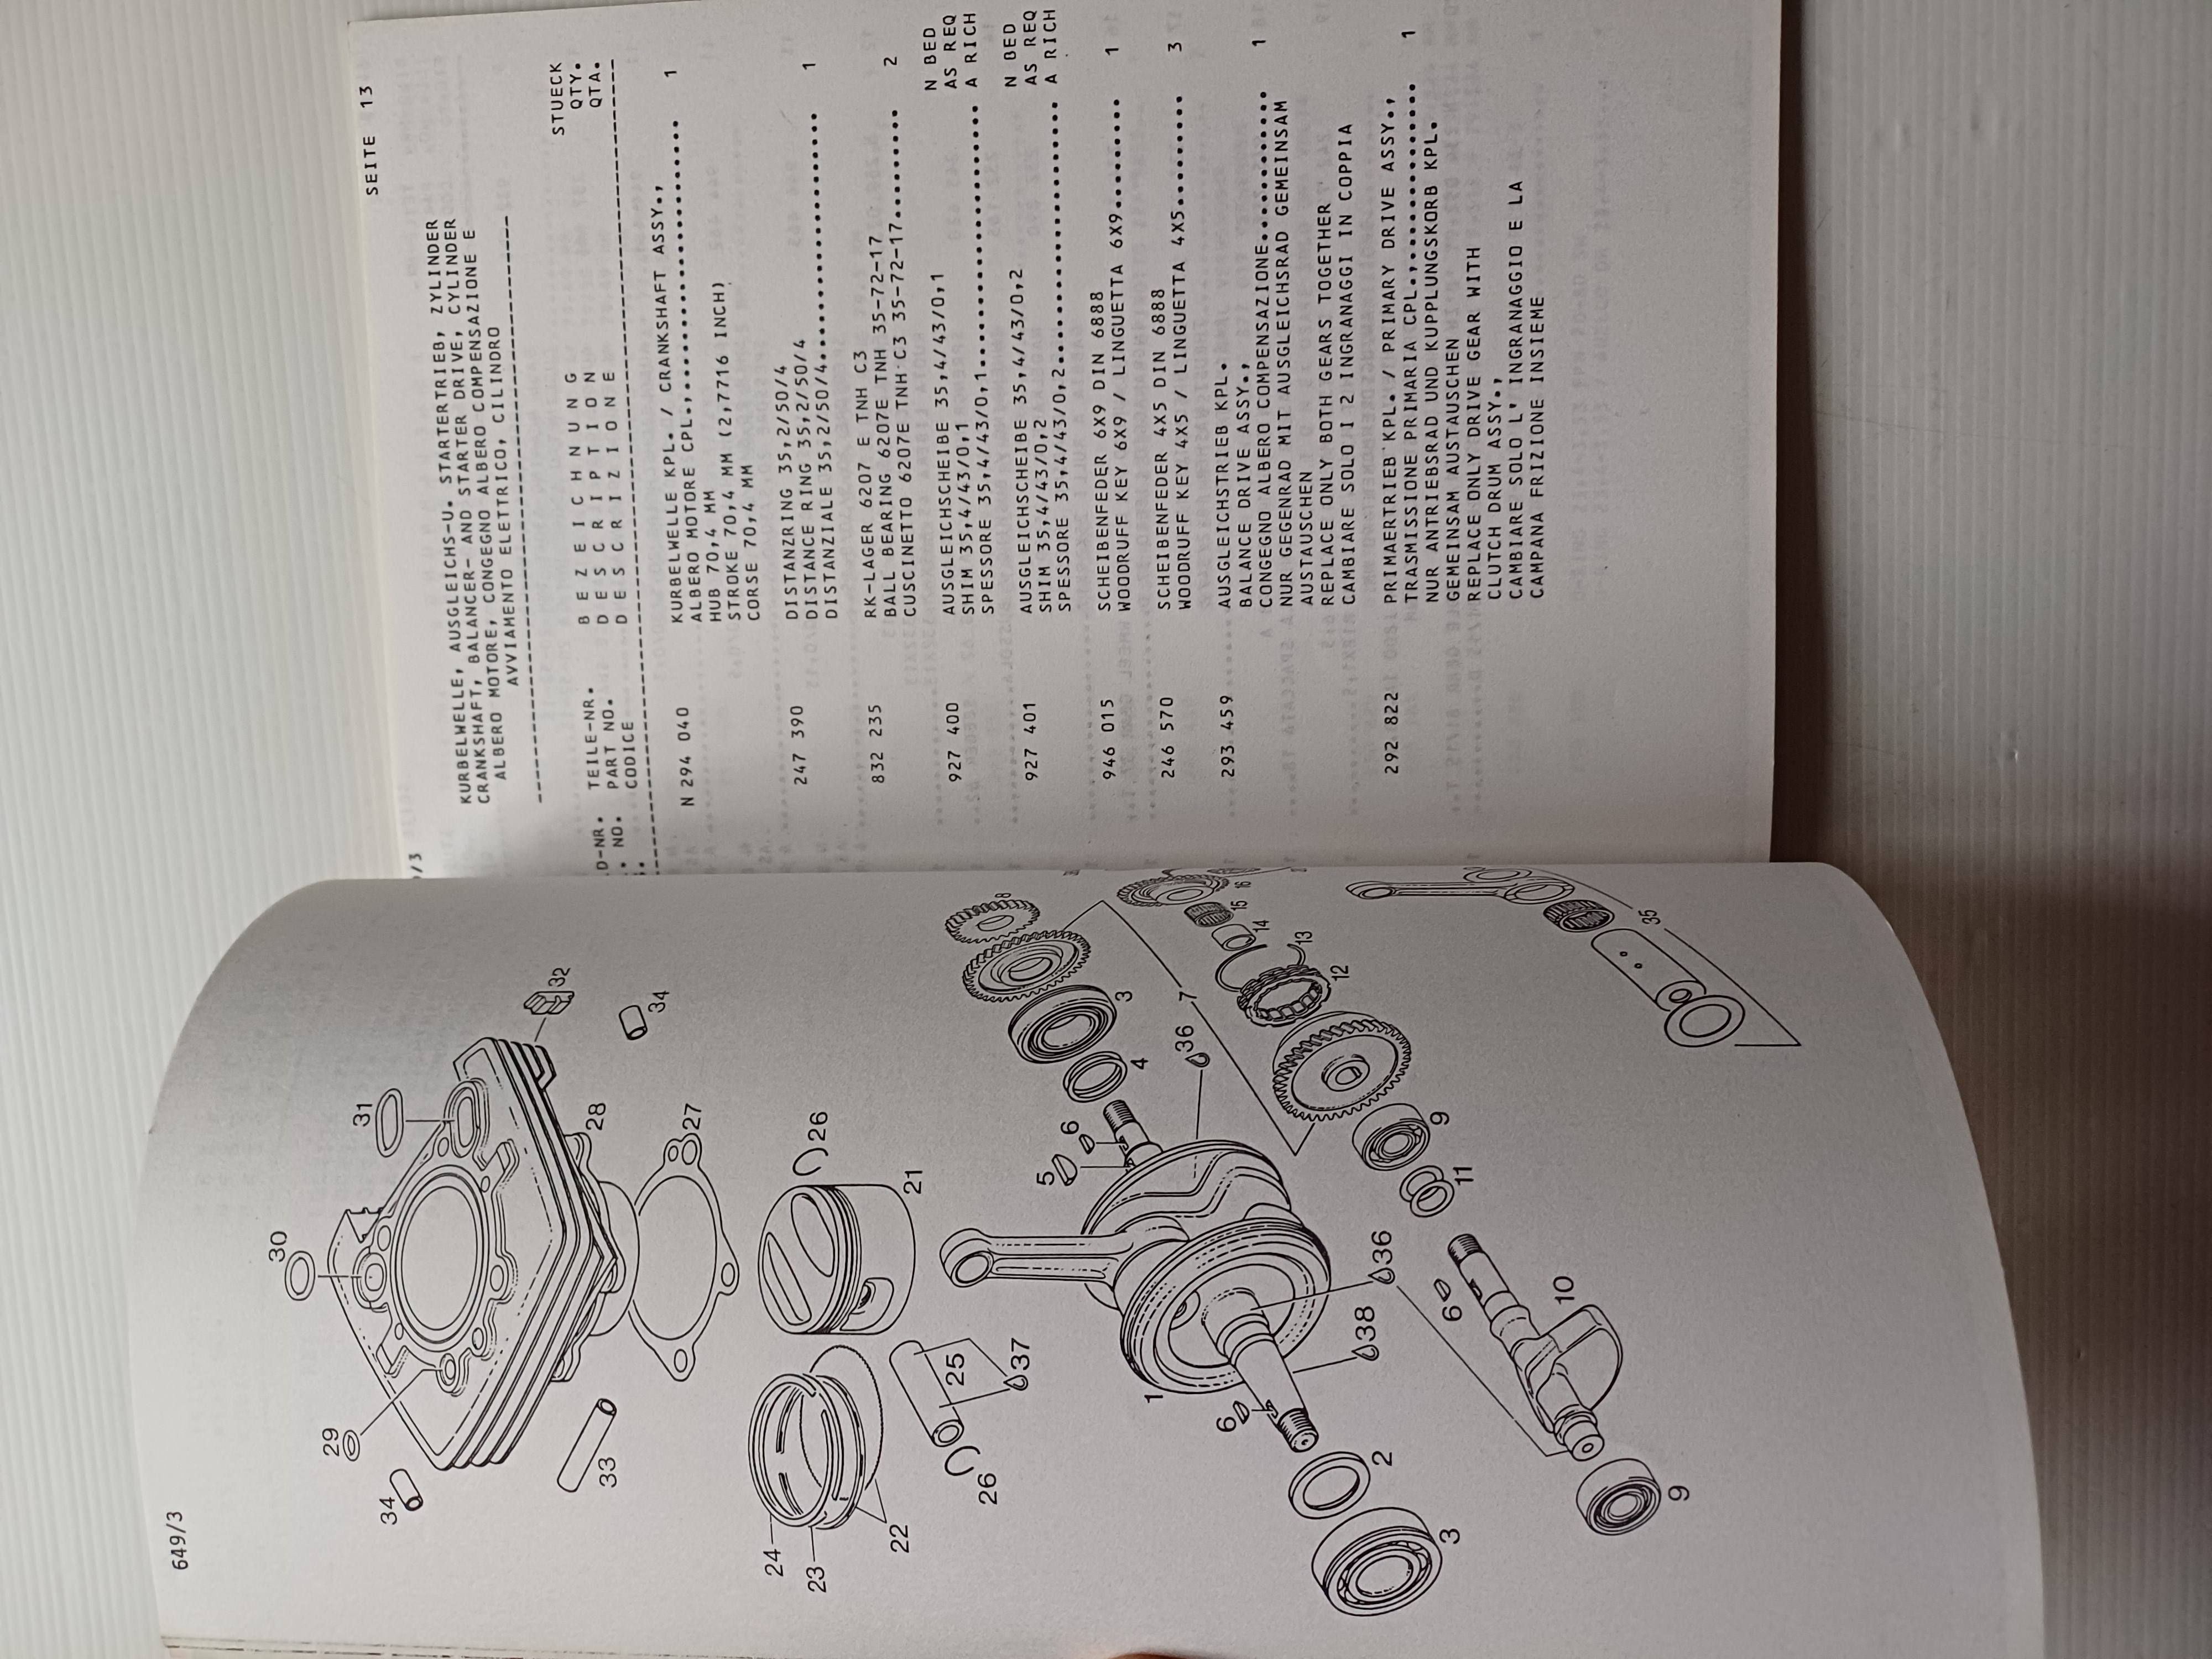 649/3
29
30
31
32
34
34
28
33
27
24
23
22
21
26
26
25
37
1
5
6
6
4
3
7
8
36
36
38
2
3
9
9
11
10
6
12
13
14
15
16
35
/3
SEITE 13
KURBELWELLE, AUSGLEICHS-U. STARTERTRIEB, ZYLINDER
CRANKSHAFT, BALANCER- AND STARTER DRIVE, CYLINDER
ALBERO MOTORE, CONGEGNO ALBERO COMPENSAZIONE E
AVVIAMENTO ELETTRICO, CILINDRO
D-NR. TEILE-NR. B E Z E I C H N U N G STUECK
. NO. PART NO. D E S C R I P T I O N QTY.
. CODICE D E S C R I Z I O N E QTA.
N 294 040 KURBELWELLE KPL. / CRANKSHAFT ASSY.,
ALBERO MOTORE CPL.,........................ 1
HUB 70,4 MM
STROKE 70,4 MM (2,7716 INCH)
CORSE 70,4 MM
247 390 DISTANZRING 35,2/50/4
DISTANCE RING 35,2/50/4
DISTANZIALE 35,2/50/4...................... 1
832 235 RK-LAGER 6207 E TNH C3
BALL BEARING 6207E TNH 35-72-17
CUSCINETTO 6207E TNH C3 35-72-17.......... 2
927 400 AUSGLEICHSCHEIBE 35,4/43/0,1 N BED
SHIM 35,4/43/0,1 AS REQ
SPESSORE 35,4/43/0,1....................... A RICH
927 401 AUSGLEICHSCHEIBE 35,4/43/0,2 N BED
SHIM 35,4/43/0,2 AS REQ
SPESSORE 35,4/43/0,2....................... A RICH
946 015 SCHEIBENFEDER 6X9 DIN 6888
WOODRUFF KEY 6X9 / LINGUETTA 6X9.......... 1
246 570 SCHEIBENFEDER 4X5 DIN 6888
WOODRUFF KEY 4X5 / LINGUETTA 4X5.......... 3
293 459 AUSGLEICHSTRIEB KPL.
BALANCE DRIVE ASSY.,
CONGEGNO ALBERO COMPENSAZIONE............. 1
NUR GEGENRAD MIT AUSGLEICHSRAD GEMEINSAM
AUSTAUSCHEN
REPLACE ONLY BOTH GEARS TOGETHER
CAMBIARE SOLO I 2 INGRANAGGI IN COPPIA
292 822 PRIMAERTRIEB KPL. / PRIMARY DRIVE ASSY.,
TRASMISSIONE PRIMARIA CPL.,............... 1
NUR ANTRIEBSRAD UND KUPPLUNGSKORB KPL.
GEMEINSAM AUSTAUSCHEN
REPLACE ONLY DRIVE GEAR WITH
CLUTCH DRUM ASSY.,
CAMBIARE SOLO L' INGRANAGGIO E LA
CAMPANA FRIZIONE INSIEME